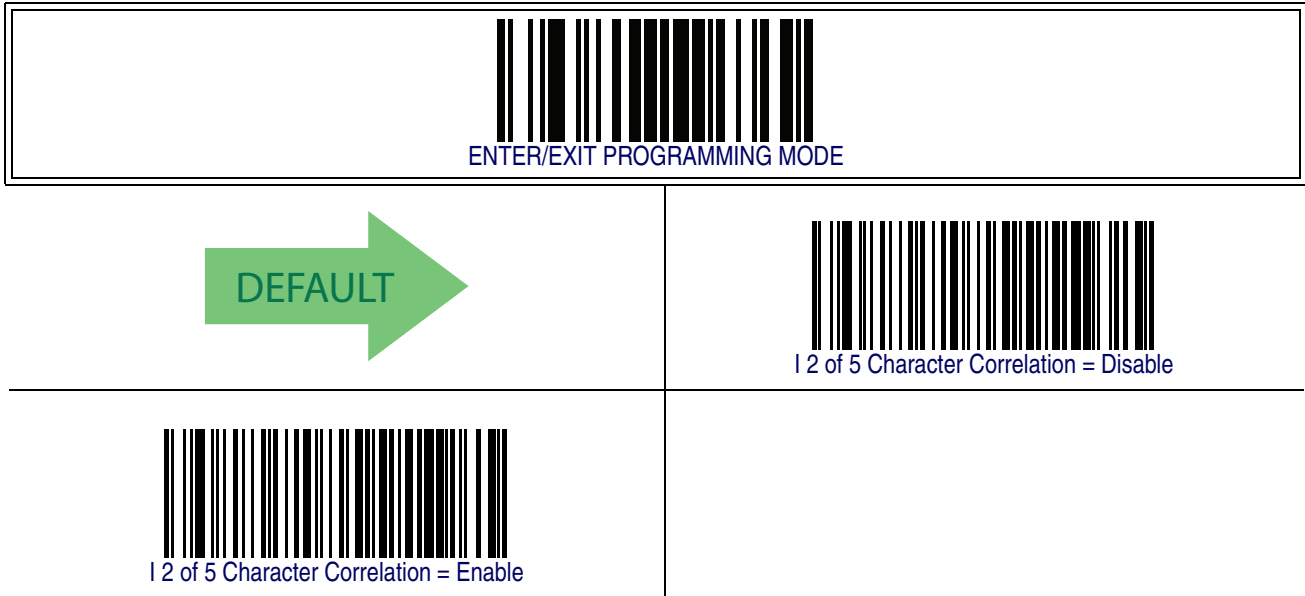 ENTER/EXIT PROGRAMMING MODE
DEFAULT
I 2 of 5 Character Correlation = Disable
I 2 of 5 Character Correlation = Enable